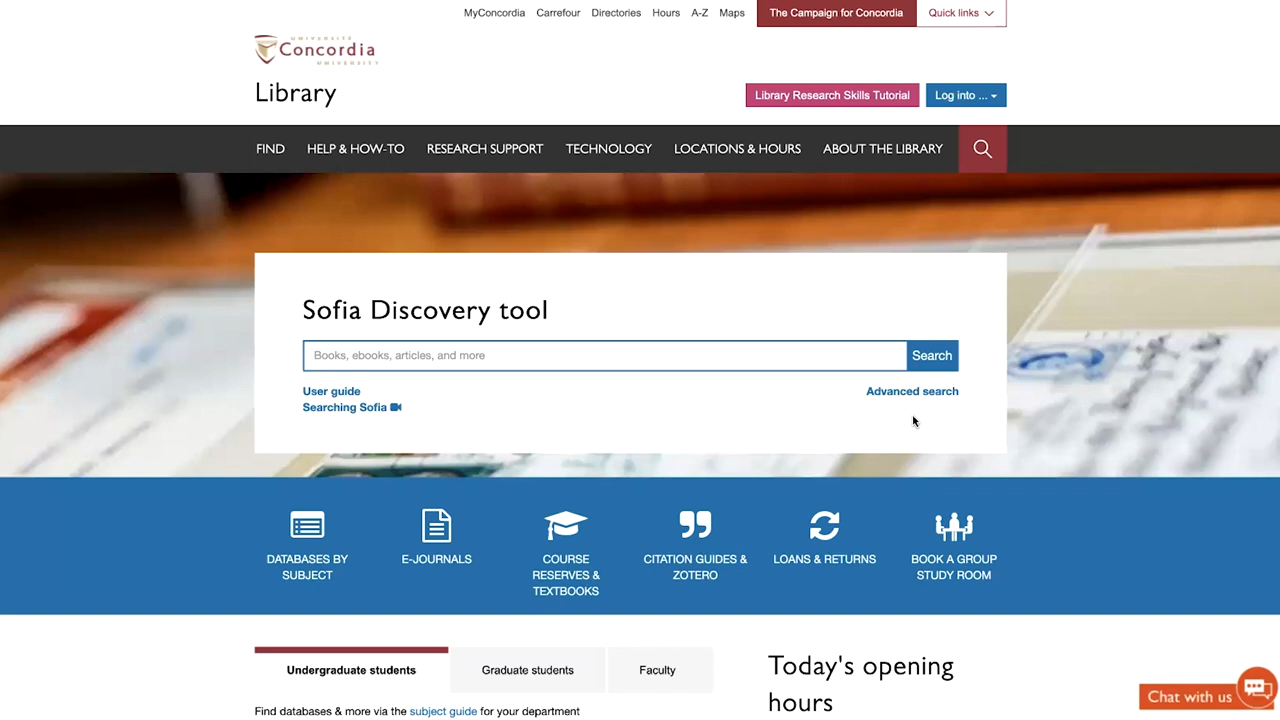 MyConcordia Carrefour Directories Hours A-Z Maps The Campaign for Concordia Quick links
UNIVERSITÉ
Concordia
UNIVERSITY
Library
Library Research Skills Tutorial Log into ...
FIND HELP & HOW-TO RESEARCH SUPPORT TECHNOLOGY LOCATIONS & HOURS ABOUT THE LIBRARY
Sofia Discovery tool
Books, ebooks, articles, and more Search
User guide Advanced search
Searching Sofia
DATABASES BY
SUBJECT
E-JOURNALS
COURSE
RESERVES &
TEXTBOOKS
CITATION GUIDES &
ZOTERO
LOANS & RETURNS
BOOK A GROUP
STUDY ROOM
Undergraduate students Graduate students Faculty
Find databases & more via the subject guide for your department
Today's opening
hours
Chat with us